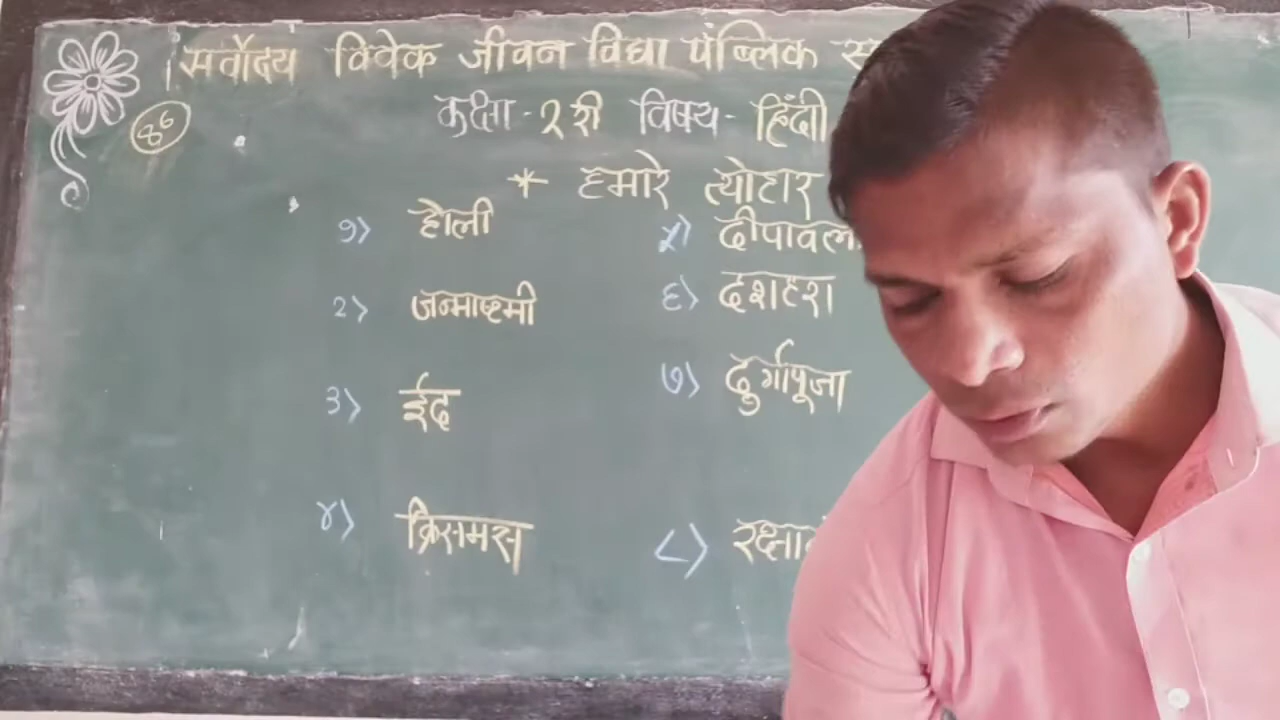 सर्वोदय विवेक जीवन विद्या पब्लिक
कक्षा - २ री विषय - हिंदी
* हमारे त्योहार
१) होली
२) जन्माष्टमी
३) ईद
४) क्रिसमस
५) दीपावल
६) दशहरा
७) दुर्गापूजा
८) रक्षा